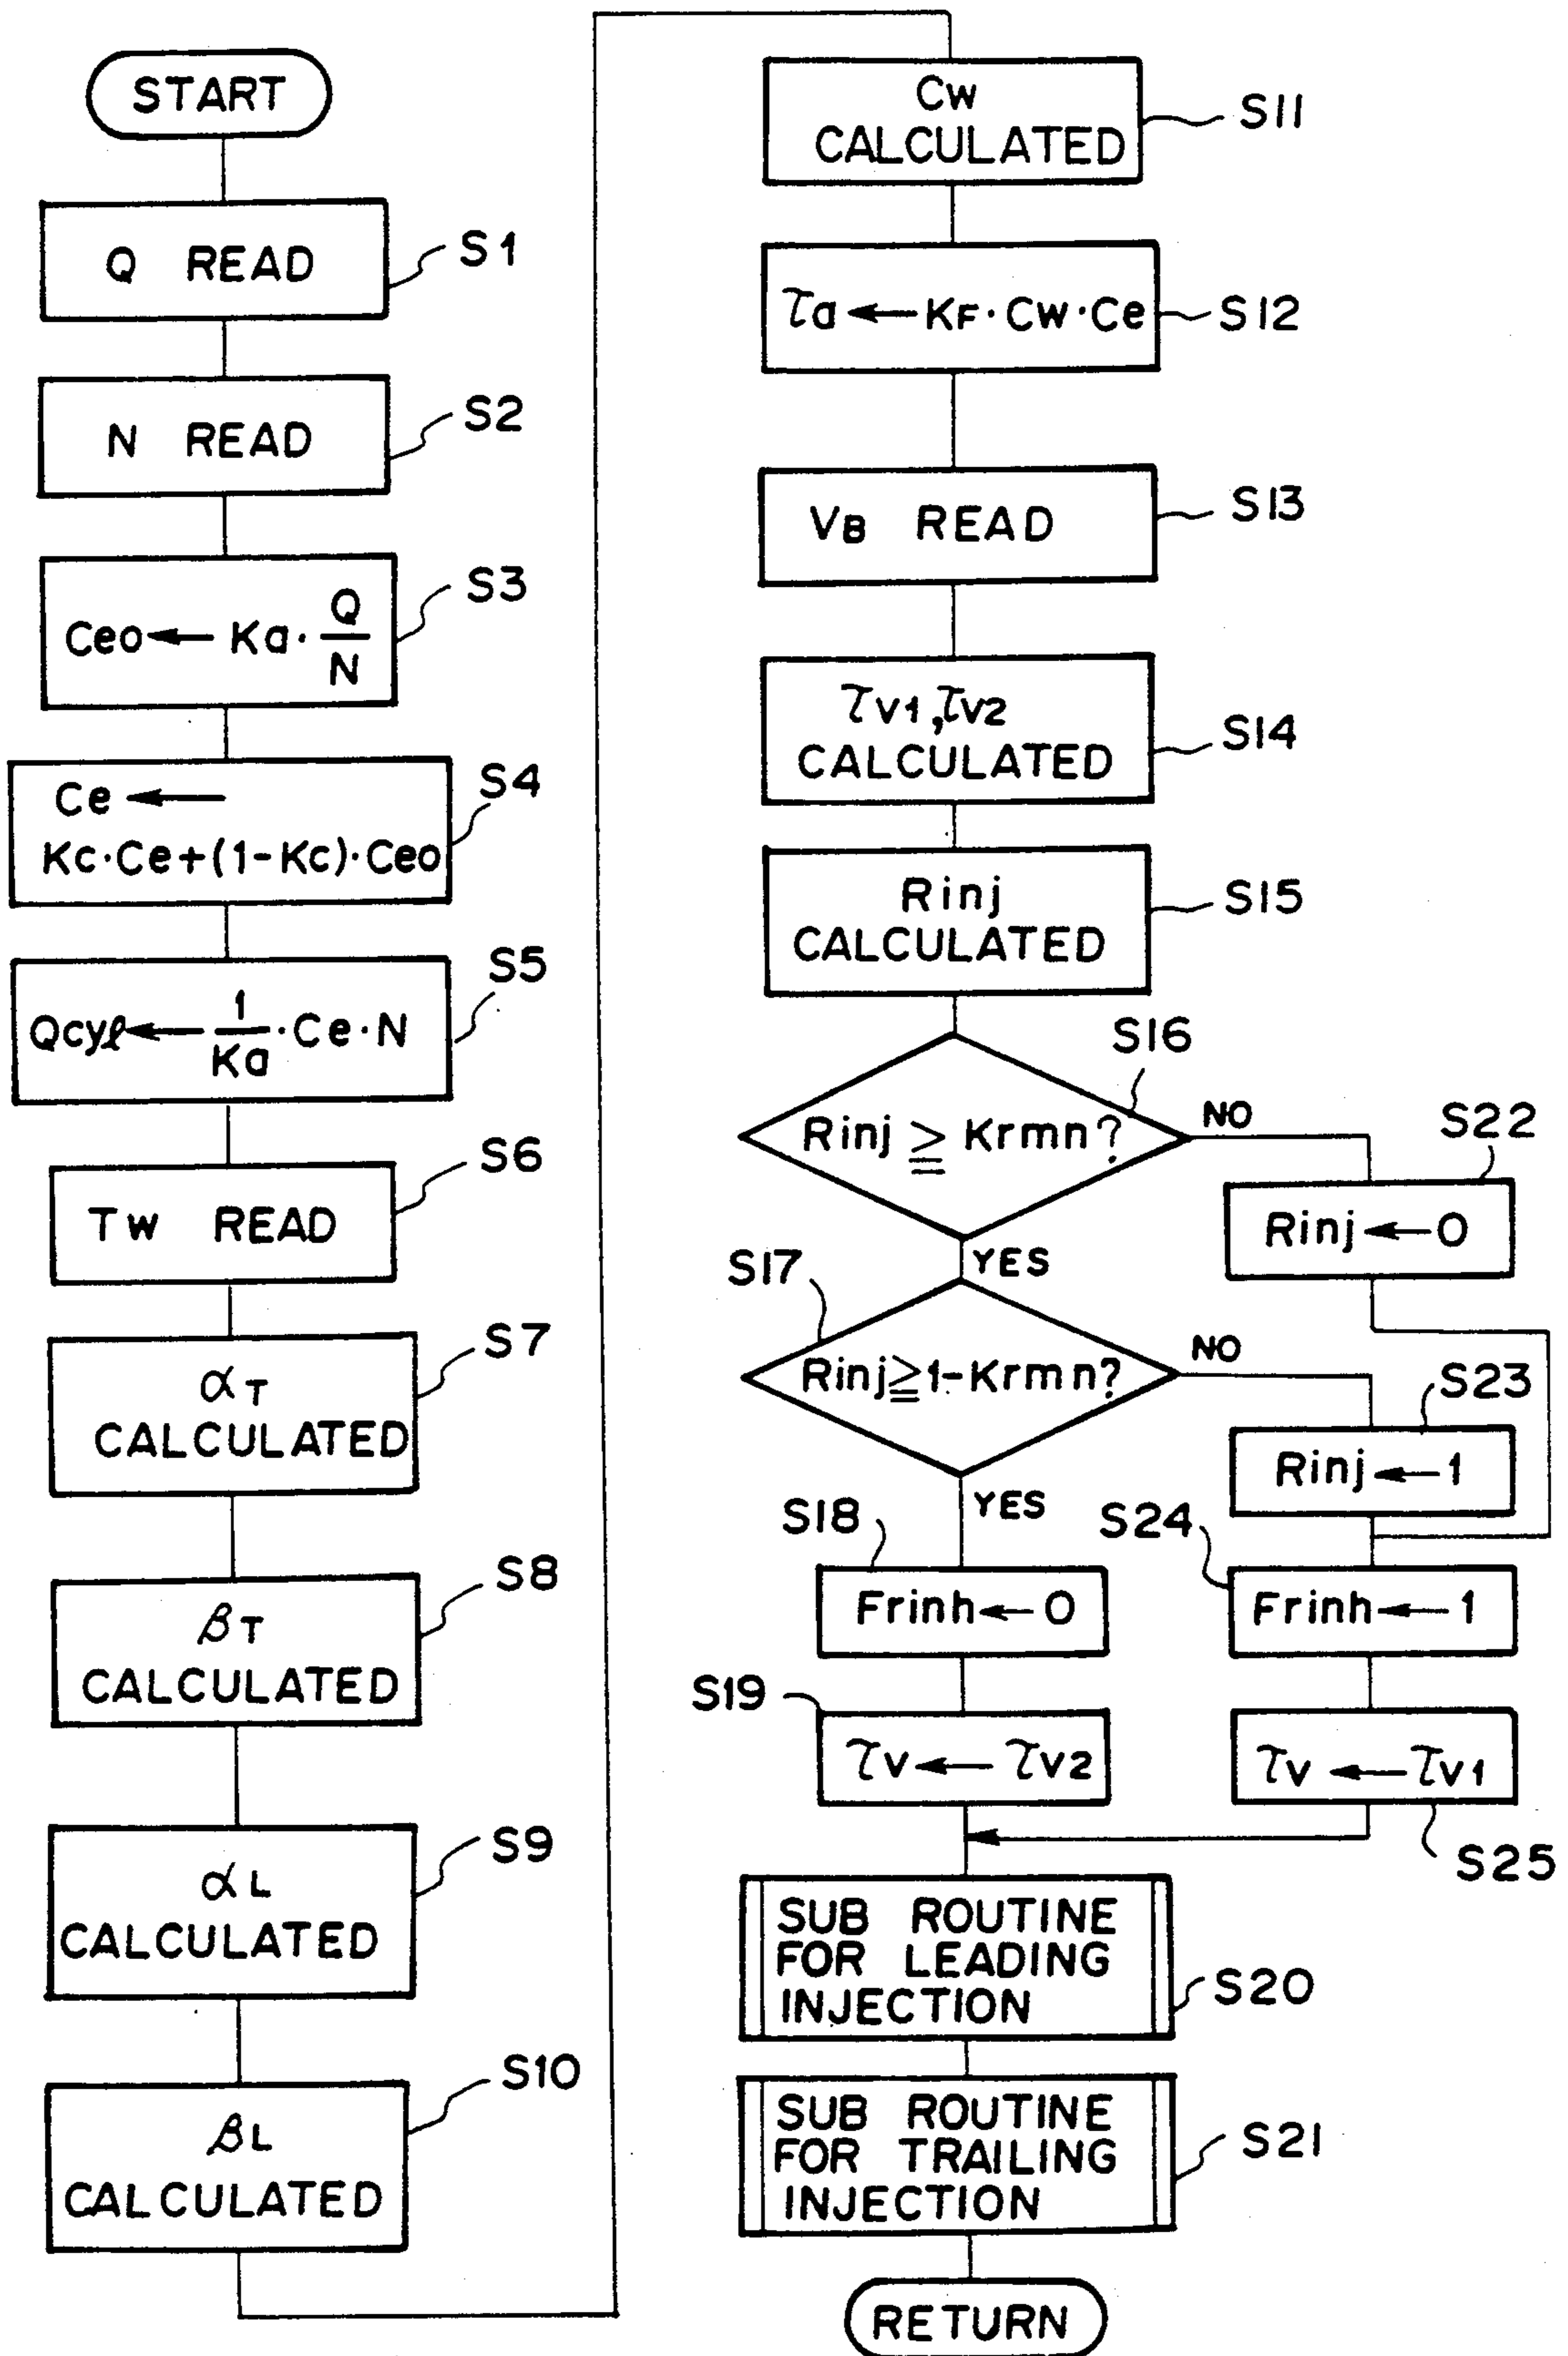 START
Q READ
S1
N READ
S2
Ceo ← Ka · Q/N
S3
Ce ←
Kc·Ce+(1-Kc)·Ceo
S4
Qcyl ← 1/Ka · Ce · N
S5
TW READ
S6
αT
CALCULATED
S7
βT
CALCULATED
S8
αL
CALCULATED
S9
βL
CALCULATED
S10
CW
CALCULATED
S11
τa ← KF · CW · Ce
S12
VB READ
S13
τV1, τV2
CALCULATED
S14
Rinj
CALCULATED
S15
Rinj ≧ Krmn?
S16
NO
YES
S22
Rinj ← 0
S17
Rinj ≧ 1-Krmn?
NO
YES
S23
Rinj ← 1
S18
Frinh ← 0
S24
Frinh ← 1
S19
τV ← τV2
τV ← τV1
S25
SUB ROUTINE
FOR LEADING
INJECTION
S20
SUB ROUTINE
FOR TRAILING
INJECTION
S21
RETURN